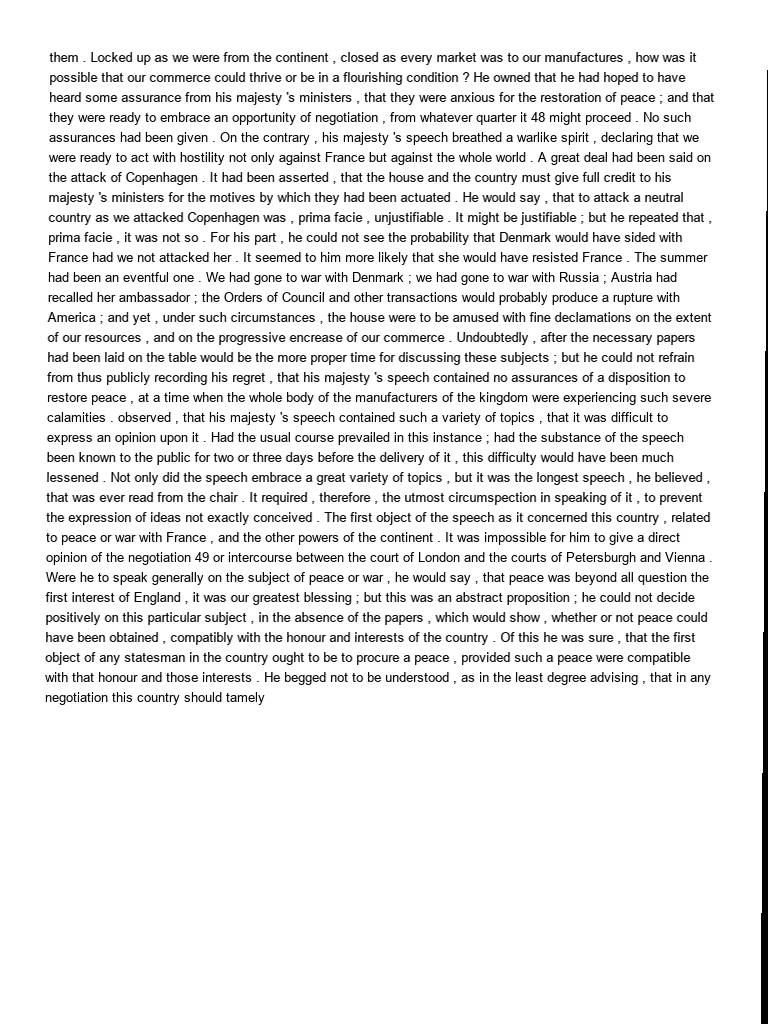 them . Locked up as we were from the continent , closed as every market was to our manufactures , how was it
possible that our commerce could thrive or be in a flourishing condition ? He owned that he had hoped to have
heard some assurance from his majesty 's ministers , that they were anxious for the restoration of peace ; and that
they were ready to embrace an opportunity of negotiation , from whatever quarter it 48 might proceed . No such
assurances had been given . On the contrary , his majesty 's speech breathed a warlike spirit , declaring that we
were ready to act with hostility not only against France but against the whole world . A great deal had been said on
the attack of Copenhagen . It had been asserted , that the house and the country must give full credit to his
majesty 's ministers for the motives by which they had been actuated . He would say , that to attack a neutral
country as we attacked Copenhagen was , prima facie , unjustifiable . It might be justifiable ; but he repeated that ,
prima facie , it was not so . For his part , he could not see the probability that Denmark would have sided with
France had we not attacked her . It seemed to him more likely that she would have resisted France . The summer
had been an eventful one . We had gone to war with Denmark ; we had gone to war with Russia ; Austria had
recalled her ambassador ; the Orders of Council and other transactions would probably produce a rupture with
America ; and yet , under such circumstances , the house were to be amused with fine declamations on the extent
of our resources , and on the progressive encrease of our commerce . Undoubtedly , after the necessary papers
had been laid on the table would be the more proper time for discussing these subjects ; but he could not refrain
from thus publicly recording his regret , that his majesty 's speech contained no assurances of a disposition to
restore peace , at a time when the whole body of the manufacturers of the kingdom were experiencing such severe
calamities . observed , that his majesty 's speech contained such a variety of topics , that it was difficult to
express an opinion upon it . Had the usual course prevailed in this instance ; had the substance of the speech
been known to the public for two or three days before the delivery of it , this difficulty would have been much
lessened . Not only did the speech embrace a great variety of topics , but it was the longest speech , he believed ,
that was ever read from the chair . It required , therefore , the utmost circumspection in speaking of it , to prevent
the expression of ideas not exactly conceived . The first object of the speech as it concerned this country , related
to peace or war with France , and the other powers of the continent . It was impossible for him to give a direct
opinion of the negotiation 49 or intercourse between the court of London and the courts of Petersburgh and Vienna .
Were he to speak generally on the subject of peace or war , he would say , that peace was beyond all question the
first interest of England , it was our greatest blessing ; but this was an abstract proposition ; he could not decide
positively on this particular subject , in the absence of the papers , which would show , whether or not peace could
have been obtained , compatibly with the honour and interests of the country . Of this he was sure , that the first
object of any statesman in the country ought to be to procure a peace , provided such a peace were compatible
with that honour and those interests . He begged not to be understood , as in the least degree advising , that in any
negotiation this country should tamely